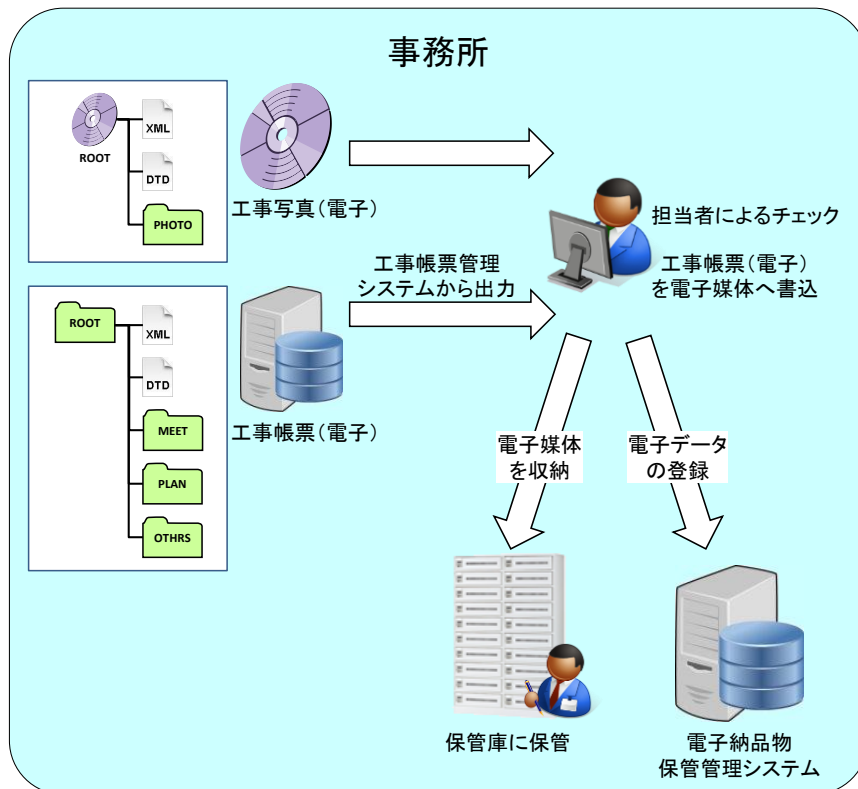 事務所
ROOT
XML
DTD
PHOTO
工事写真(電子)
担当者によるチェック
工事帳票(電子)
を電子媒体へ書込
工事帳票管理
システムから出力
ROOT
XML
DTD
MEET
PLAN
OTHRS
工事帳票(電子)
電子媒体
を収納
電子データ
の登録
保管庫に保管
電子納品物
保管管理システム